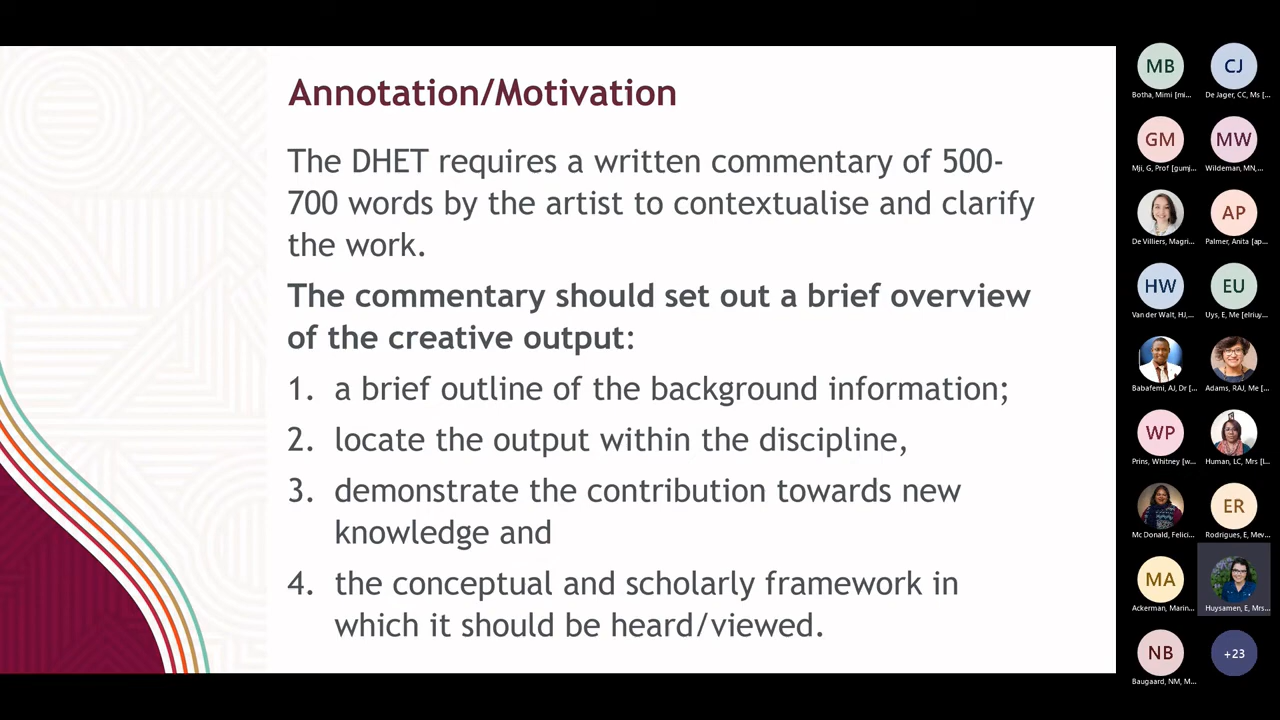 Annotation/Motivation
The DHET requires a written commentary of 500-
700 words by the artist to contextualise and clarify
the work.
The commentary should set out a brief overview
of the creative output:
1. a brief outline of the background information;
2. locate the output within the discipline,
3. demonstrate the contribution towards new
knowledge and
4. the conceptual and scholarly framework in
which it should be heard/viewed.
MB
Botha, Mimi [mi...
CJ
De Jager, CC, Ms [...
GM
Mji, G, Prof [gumj...
MW
Wildeman, MN,...
De Villiers, Magri...
AP
Palmer, Anita [ap...
HW
Van der Walt, HJ,...
EU
Uys, E, Me [elriuy...
Babafemi, AJ, Dr [...
Adams, RAJ, Me [...
WP
Prins, Whitney [w...
Human, LC, Mrs [l...
Mc Donald, Felici...
ER
Rodrigues, E, Mev...
MA
Ackerman, Marin...
Huysamen, E, Mrs...
NB
Baugaard, NM, M...
+23